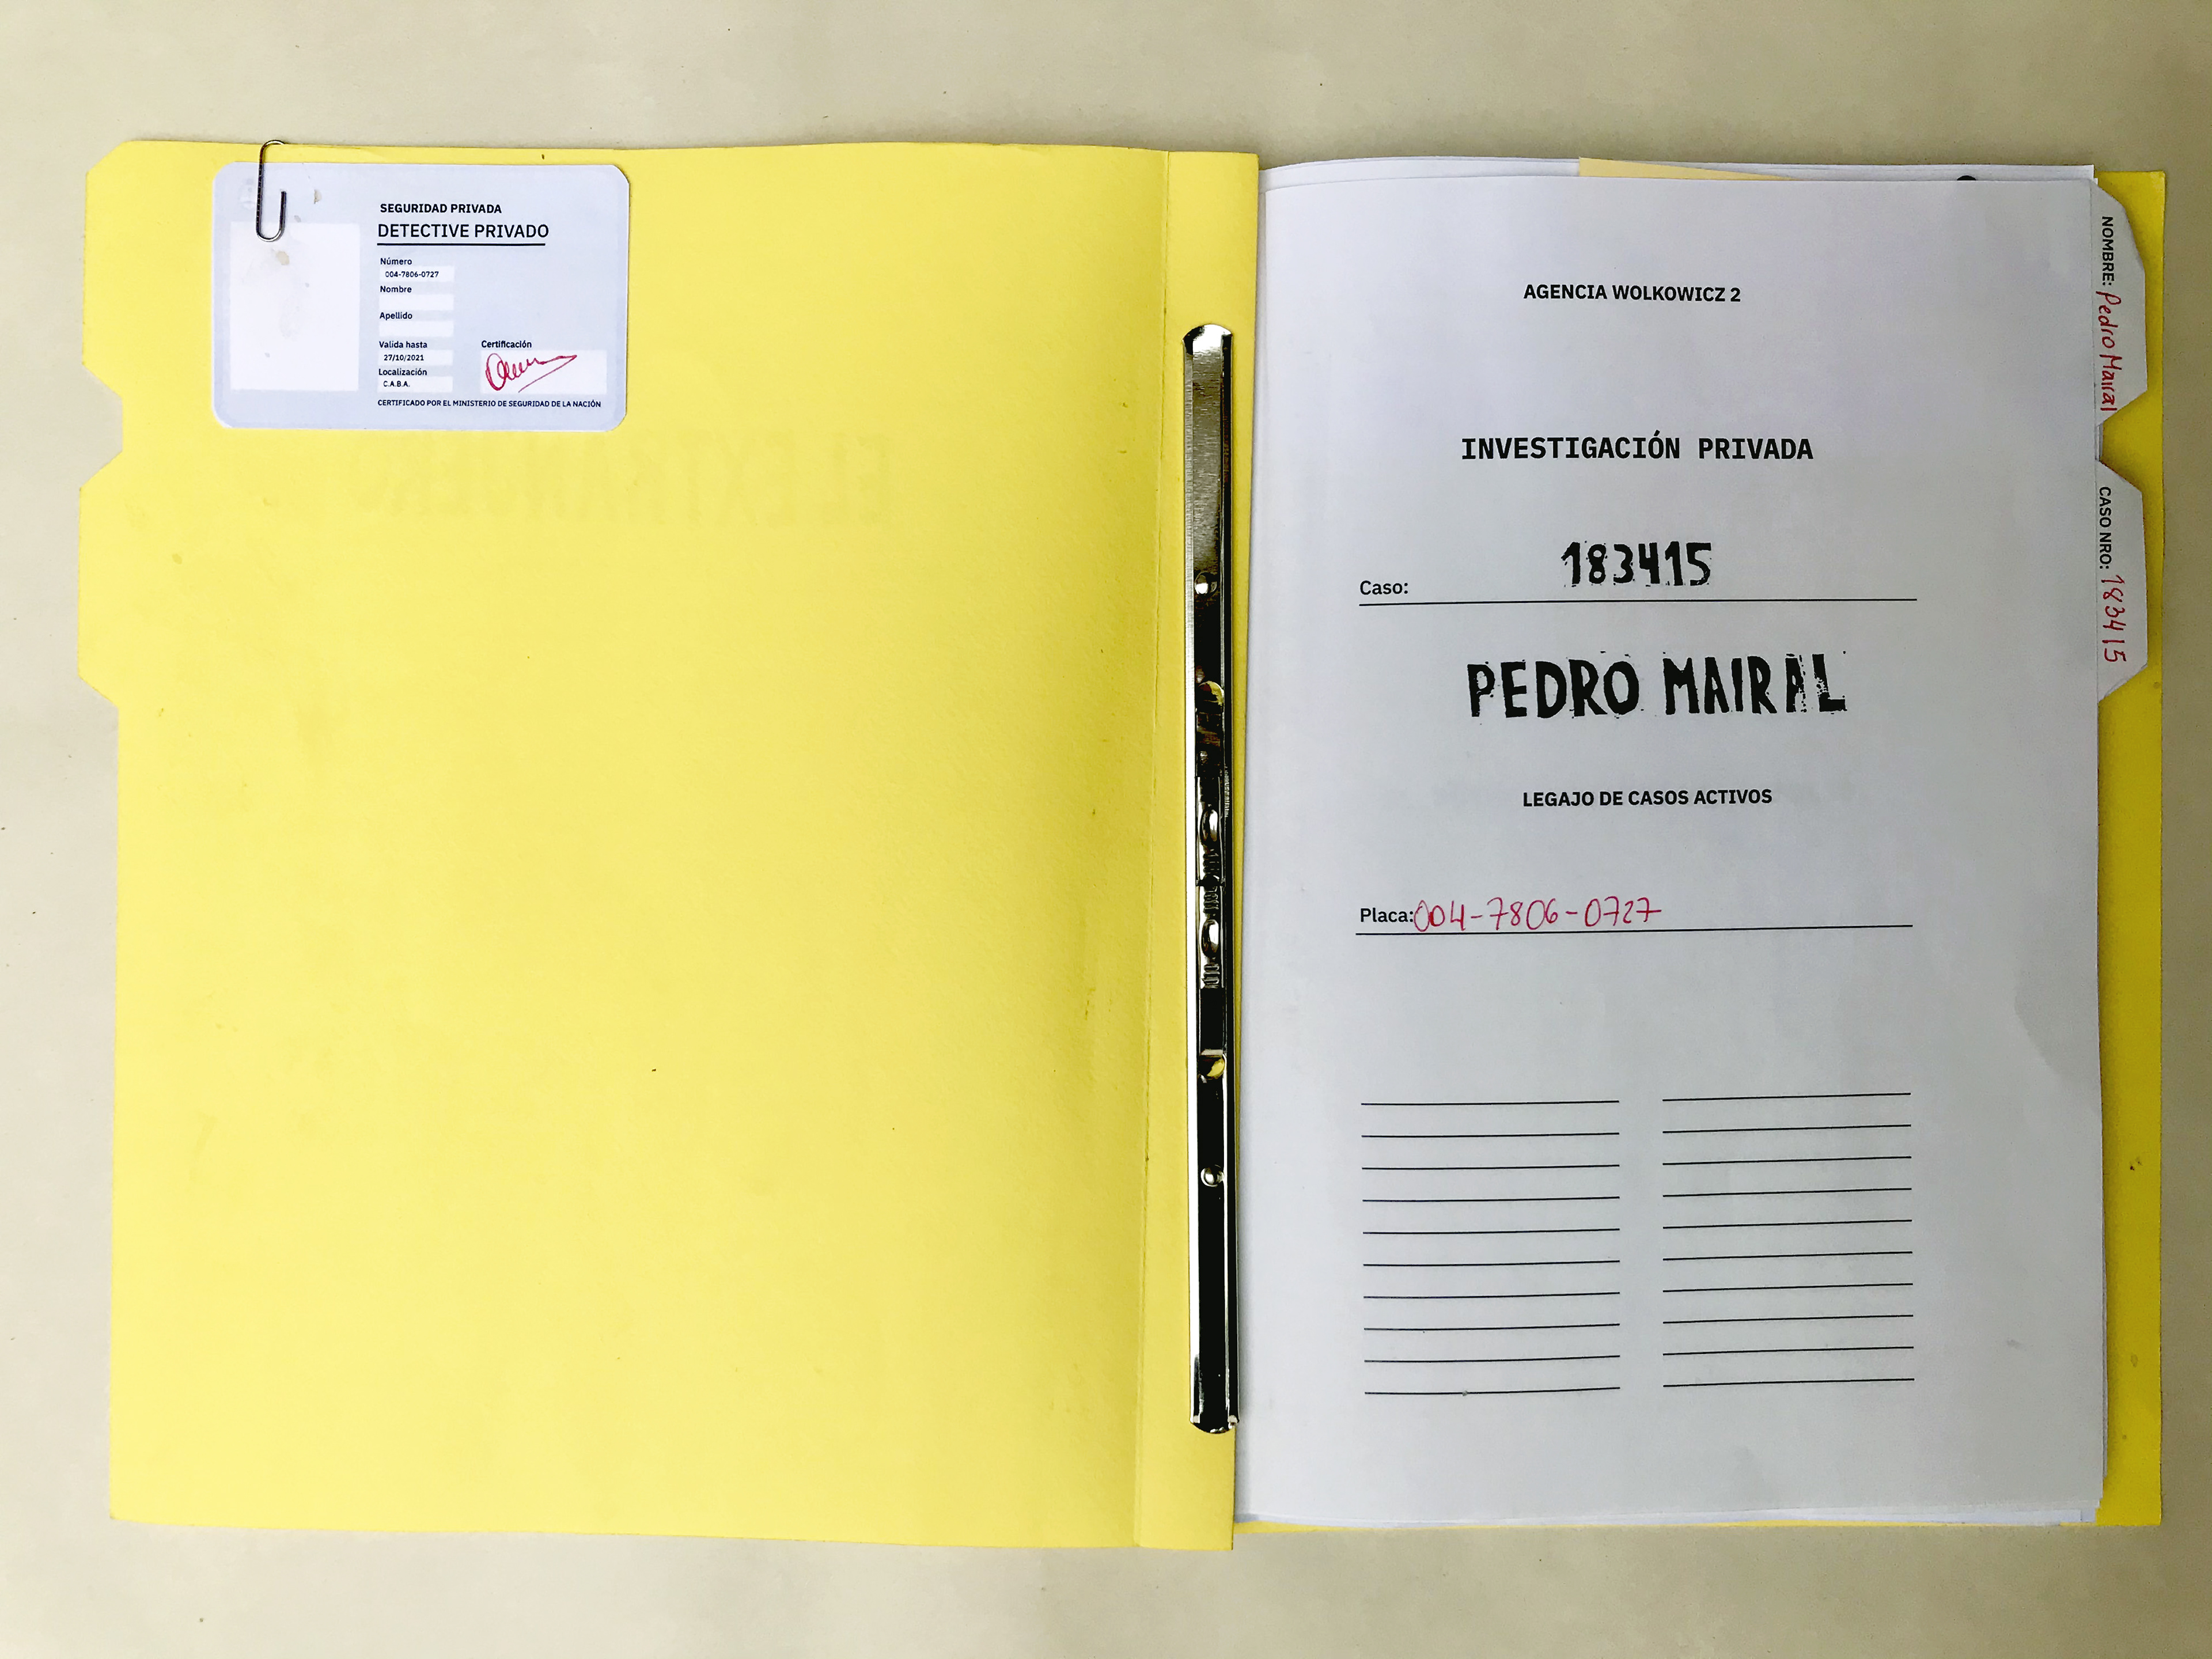 SEGURIDAD PRIVADA
DETECTIVE PRIVADO
Número
004-7806-0727
Nombre
Apellido
Valida hasta
27/10/2021
Localización
C.A.B.A.
Certificación
CERTIFICADO POR EL MINISTERIO DE SEGURIDAD DE LA NACIÓN
AGENCIA WOLKOWICZ 2
INVESTIGACIÓN PRIVADA
Caso: 183415
PEDRO MAIRAL
LEGAJO DE CASOS ACTIVOS
Placa: 004-7806-0727
NOMBRE: Pedro Mairal
CASO NRO: 183415